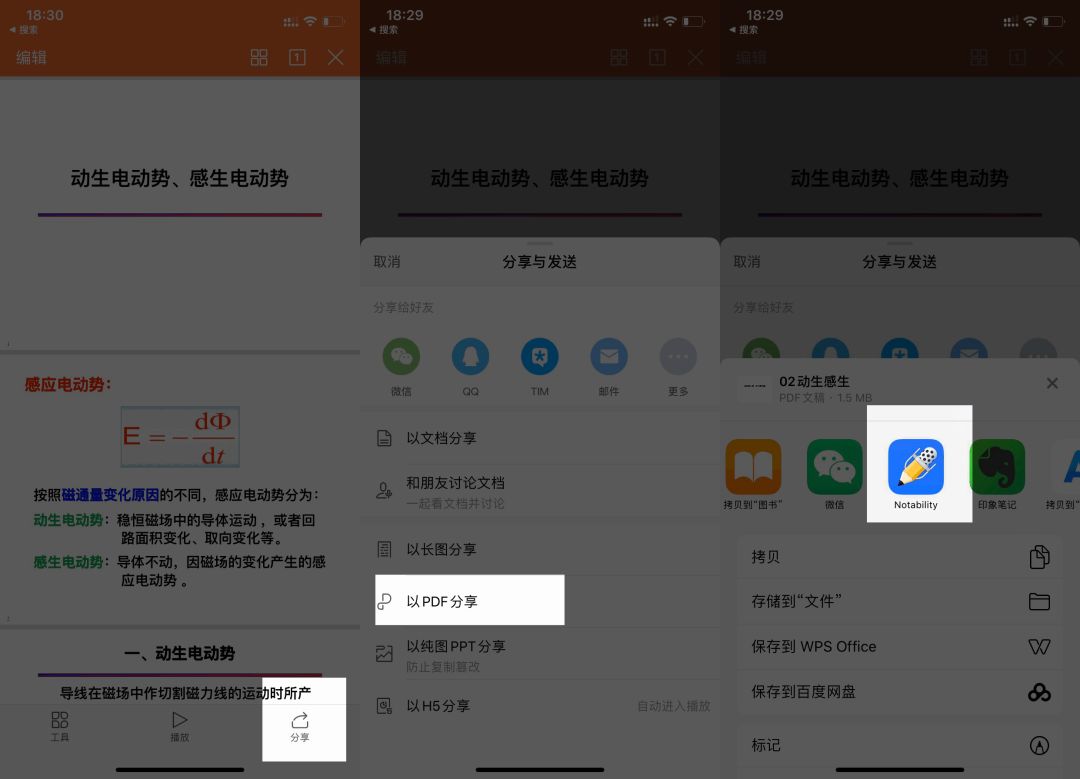 18:30
◀ 搜索
编辑
1
动生电动势、感生电动势
1
感应电动势：
E = − dΦ
dt
按照磁通量变化原因的不同，感应电动势分为：
动生电动势：稳恒磁场中的导体运动 ，或者回
路面积变化、取向变化等。
感生电动势：导体不动，因磁场的变化产生的感
应电动势 。
2
一、动生电动势
导线在磁场中作切割磁力线的运动时所产
工具
播放
分享
18:29
◀ 搜索
编辑
1
动生电动势、感生电动势
取消
分享与发送
分享给好友
微信
QQ
TIM
邮件
更多
以文档分享
和朋友讨论文档
一起看文档并讨论
以长图分享
以PDF分享
以纯图PPT分享
防止复制篡改
以H5分享
自动进入播放
18:29
◀ 搜索
编辑
1
动生电动势、感生电动势
取消
分享与发送
分享给好友
02动生感生
PDF文稿 · 1.5 MB
拷贝到“图书”
微信
Notability
印象笔记
拷贝到“
拷贝
存储到“文件”
保存到 WPS Office
保存到百度网盘
标记